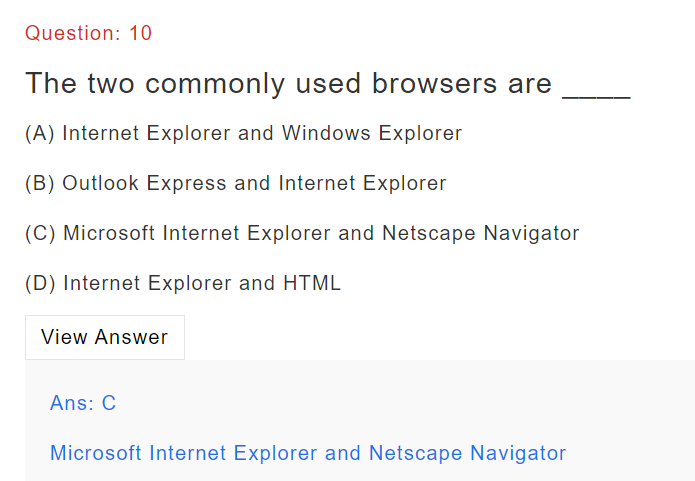 Question: 10
The two commonly used browsers are ____
(A) Internet Explorer and Windows Explorer
(B) Outlook Express and Internet Explorer
(C) Microsoft Internet Explorer and Netscape Navigator
(D) Internet Explorer and HTML
View Answer
Ans: C
Microsoft Internet Explorer and Netscape Navigator